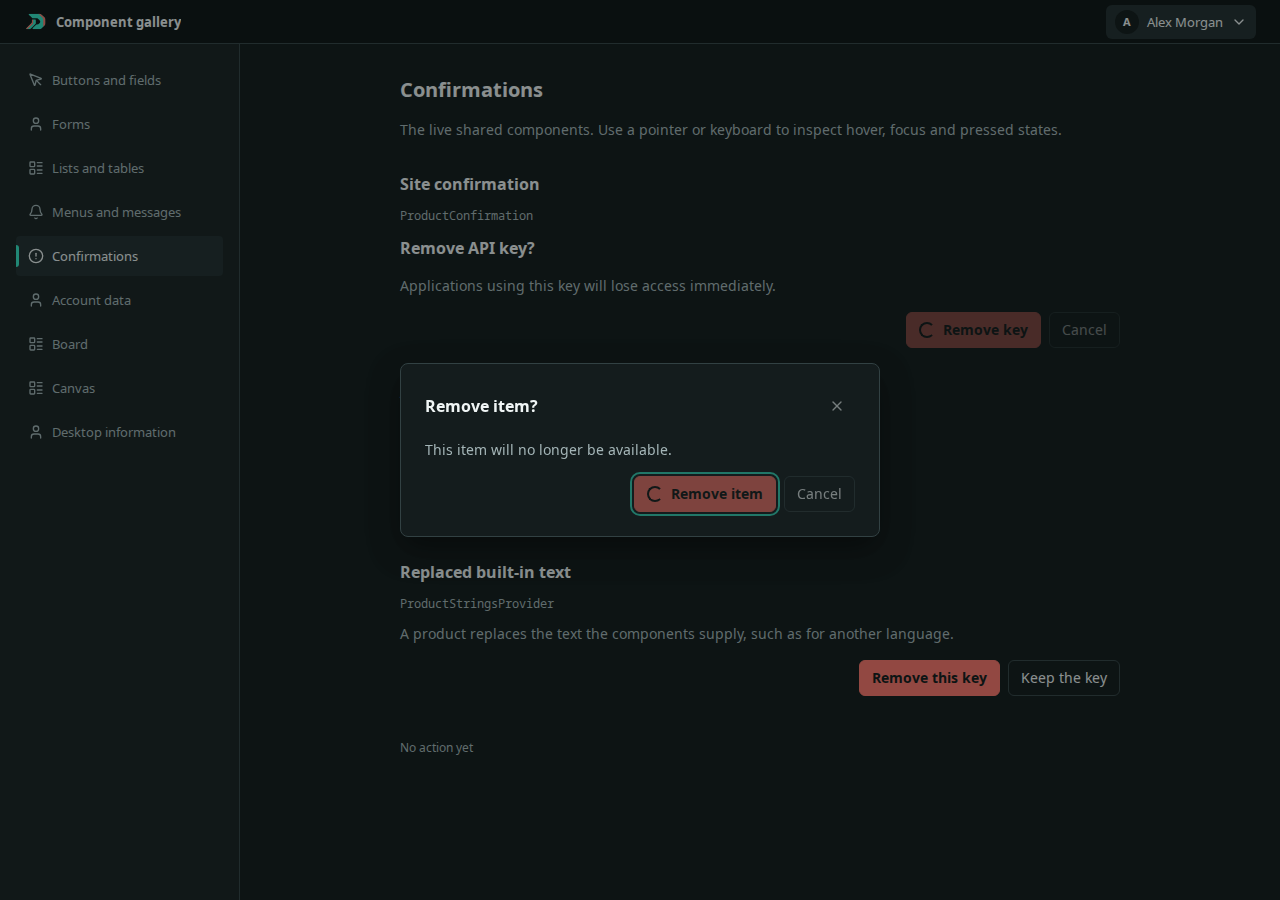 Component gallery
A
Alex Morgan
Buttons and fields
Forms
Lists and tables
Menus and messages
Confirmations
Account data
Board
Canvas
Desktop information
Confirmations
The live shared components. Use a pointer or keyboard to inspect hover, focus and pressed states.
Site confirmation
ProductConfirmation
Remove API key?
Applications using this key will lose access immediately.
Remove key
Cancel
Remove item?
This item will no longer be available.
Remove item
Cancel
Replaced built-in text
ProductStringsProvider
A product replaces the text the components supply, such as for another language.
Remove this key
Keep the key
No action yet